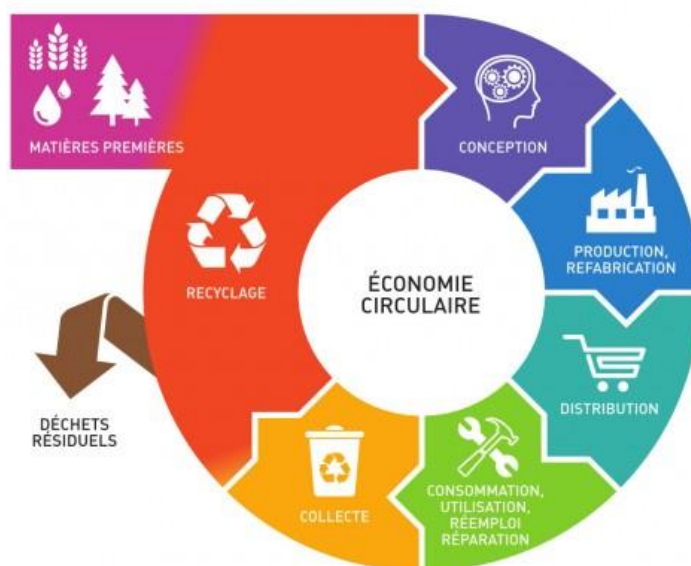 MATIÈRES PREMIÈRES
CONCEPTION
PRODUCTION,
REFABRICATION
RECYCLAGE
ÉCONOMIE
CIRCULAIRE
DISTRIBUTION
DÉCHETS
RÉSIDUELS
COLLECTE
CONSOMMATION,
UTILISATION,
RÉEMPLOI
RÉPARATION